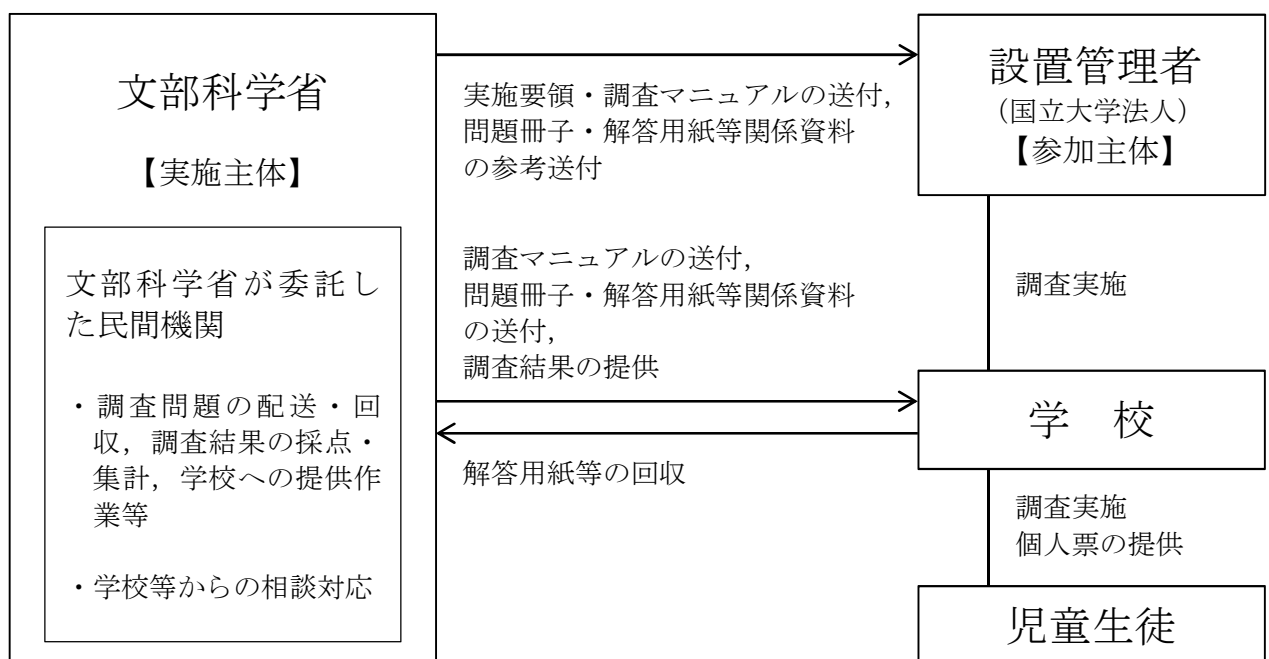 文部科学省
【実施主体】
文部科学省が委託し
た民間機関
・調査問題の配送・回
収，調査結果の採点・
集計，学校への提供作
業等
・学校等からの相談対応
実施要領・調査マニュアルの送付，
問題冊子・解答用紙等関係資料
の参考送付
調査マニュアルの送付，
問題冊子・解答用紙等関係資料
の送付，
調査結果の提供
解答用紙等の回収
設置管理者
（国立大学法人）
【参加主体】
調査実施
学　校
調査実施
個人票の提供
児童生徒